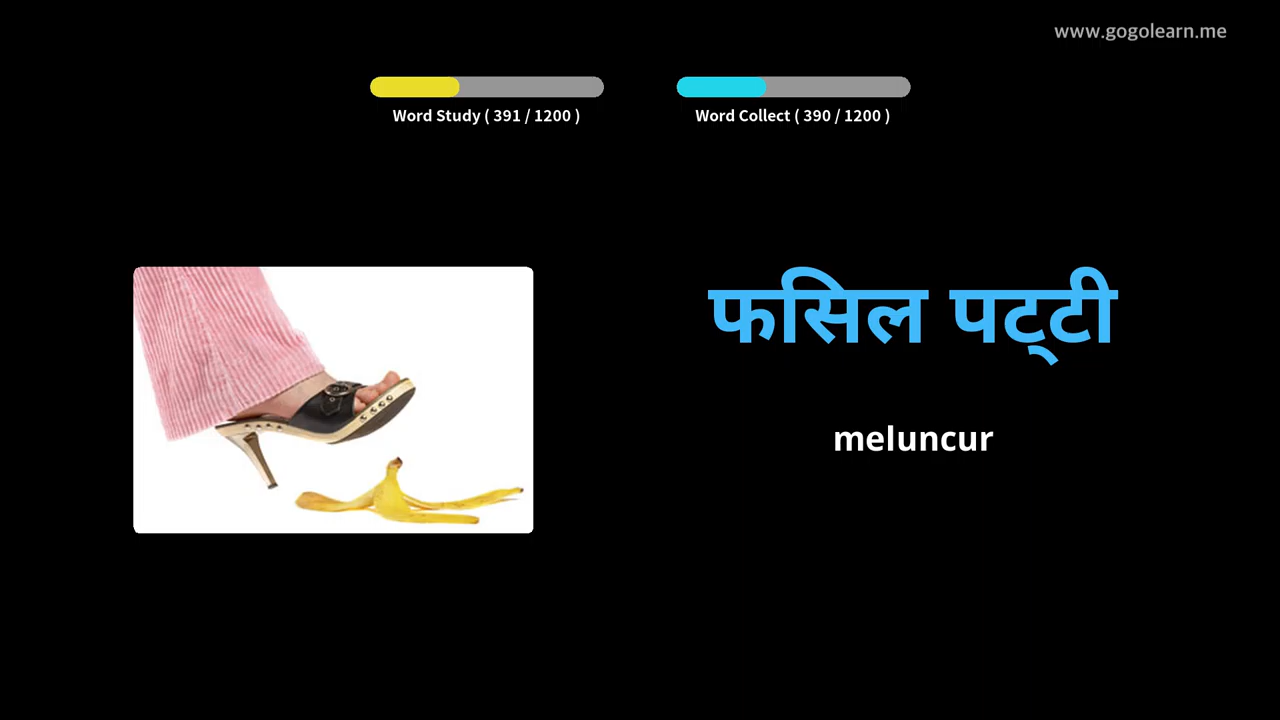 www.gogolearn.me
Word Study ( 391 / 1200 )
Word Collect ( 390 / 1200 )
फसिल पट्टी
meluncur